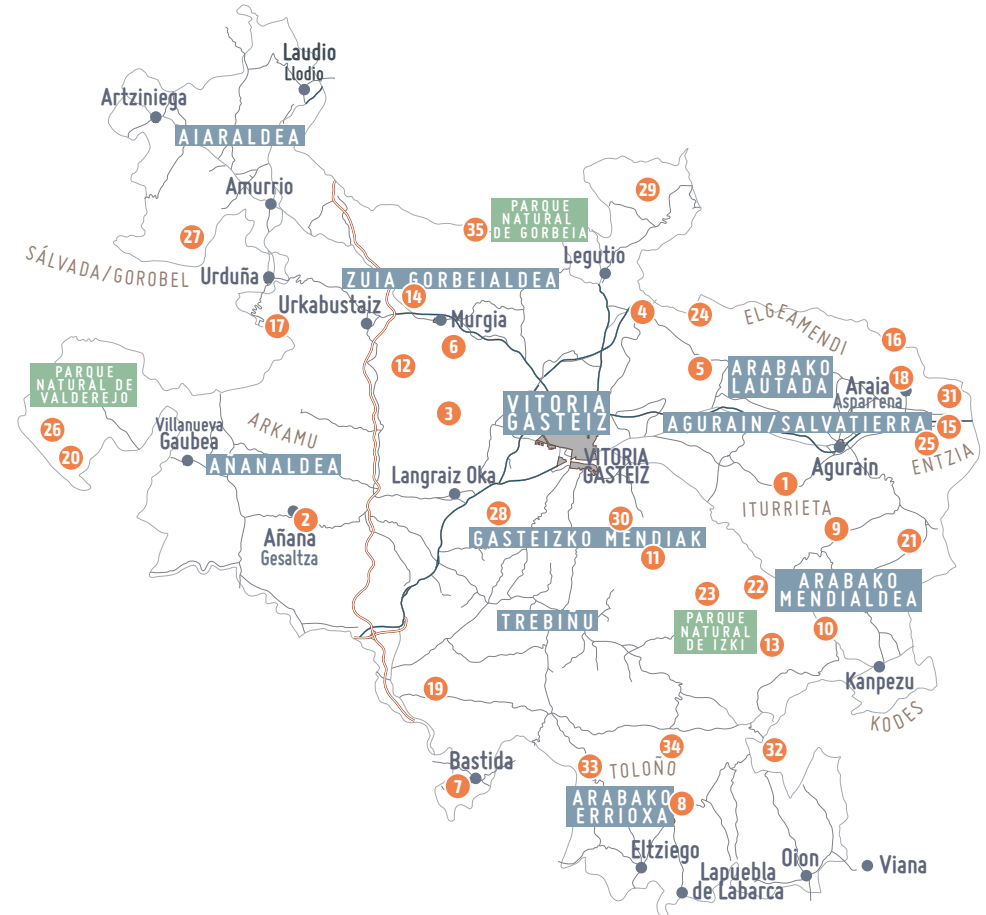 Laudio
Llodio
Artziniega
AIARALDEA
Amurrio
29
PARQUE
NATURAL
DE GORBEIA
35
27
SÁLVADA/GOROBEL
Urduña
Legutio
ZUIA GORBEIALDEA
14
Urkabustaiz
Murgia
17
6
4
24
ELGEAMENDI
16
12
5
ARABAKO
LAUTADA
PARQUE
NATURAL DE
VALDEREJO
18
Araia
Asparrena
31
3
VITORIA
GASTEIZ
AGURAIN/SALVATIERRA
15
25
ENTZIA
26
20
Villanueva
Gaubea
ARKAMU
AÑANALDEA
VITORIA
GASTEIZ
Agurain
Langraiz Oka
1
ITURRIETA
2
Añana
Gesaltza
28
30
GASTEIZKO MENDIAK
11
9
21
23
22
ARABAKO
MENDIALDEA
TREBIÑU
PARQUE
NATURAL
DE IZKI
10
13
Kanpezu
KODES
19
34
32
33
TOLOÑO
Bastida
7
ARABAKO
ERRIOXA
8
Eltziego
Lapuebla
de Labarca
Oion
Viana